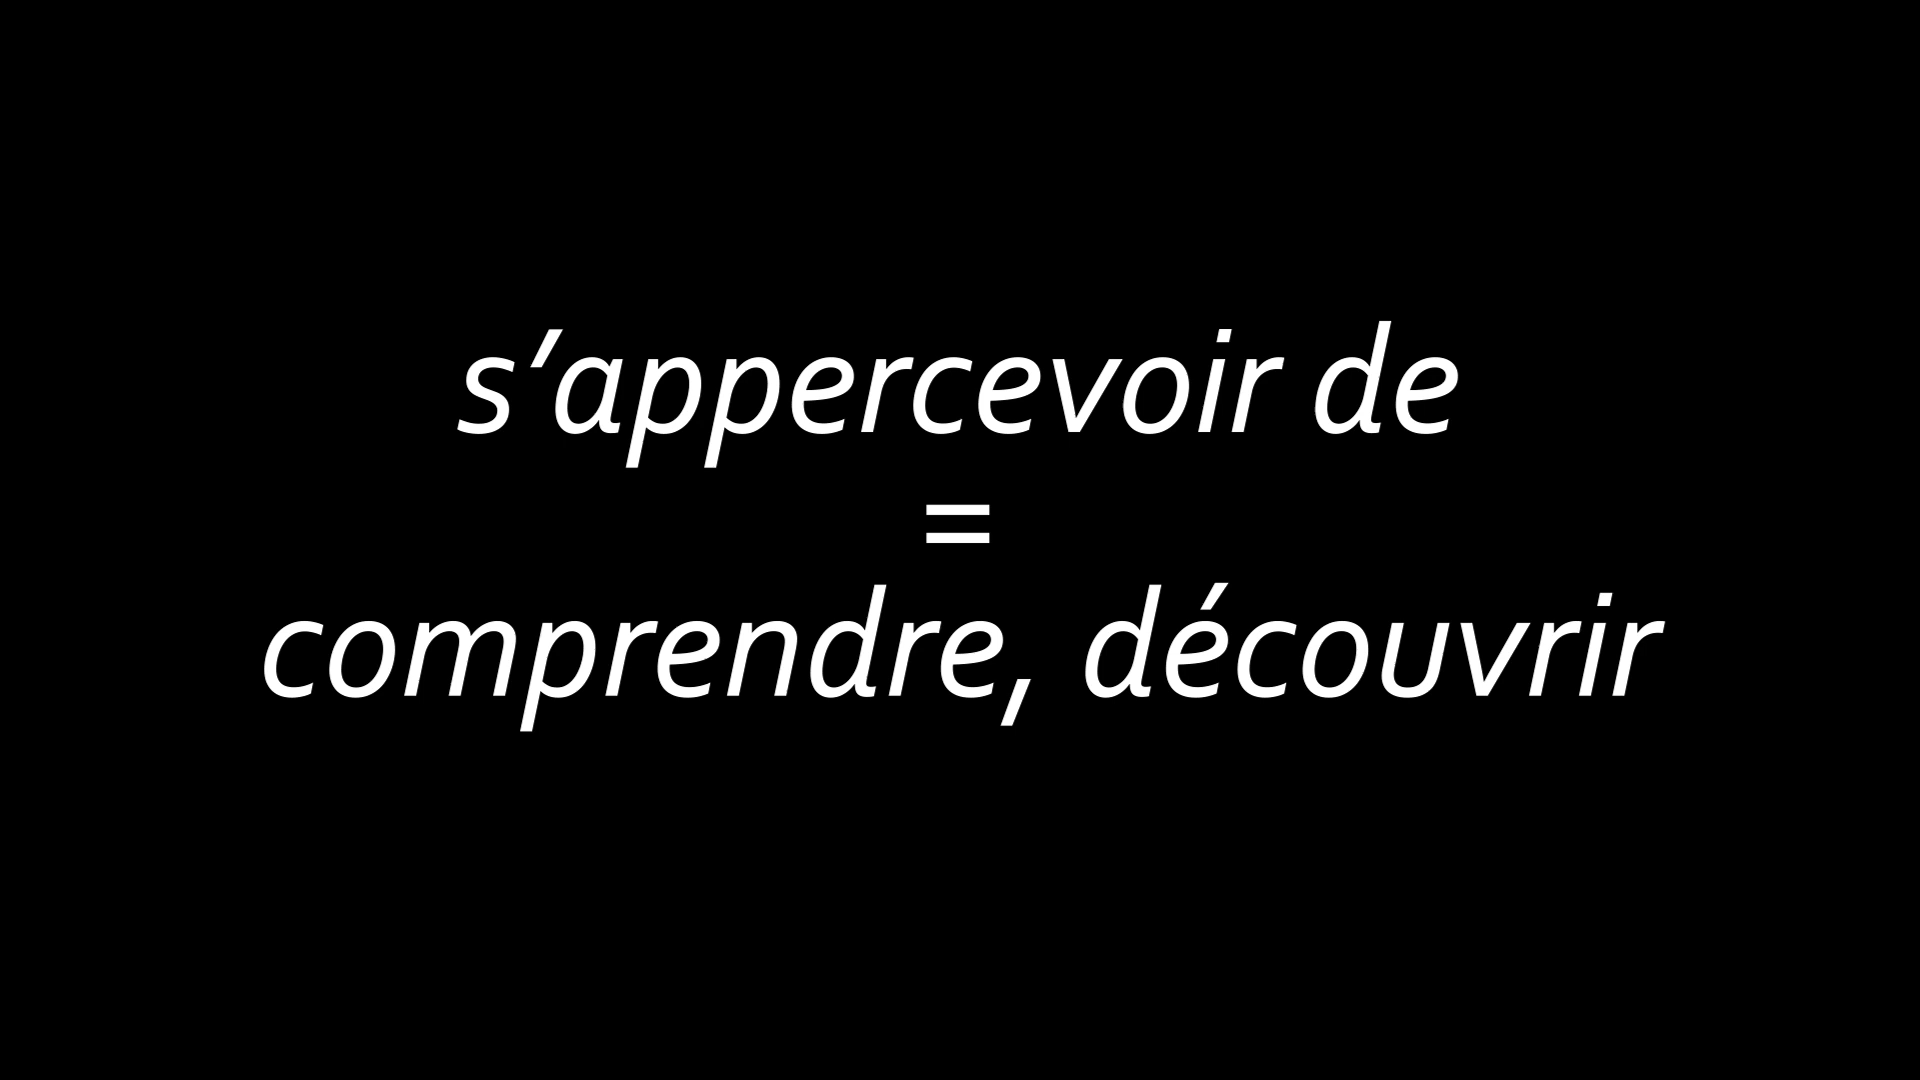 s’appercevoir de
=
comprendre, découvrir